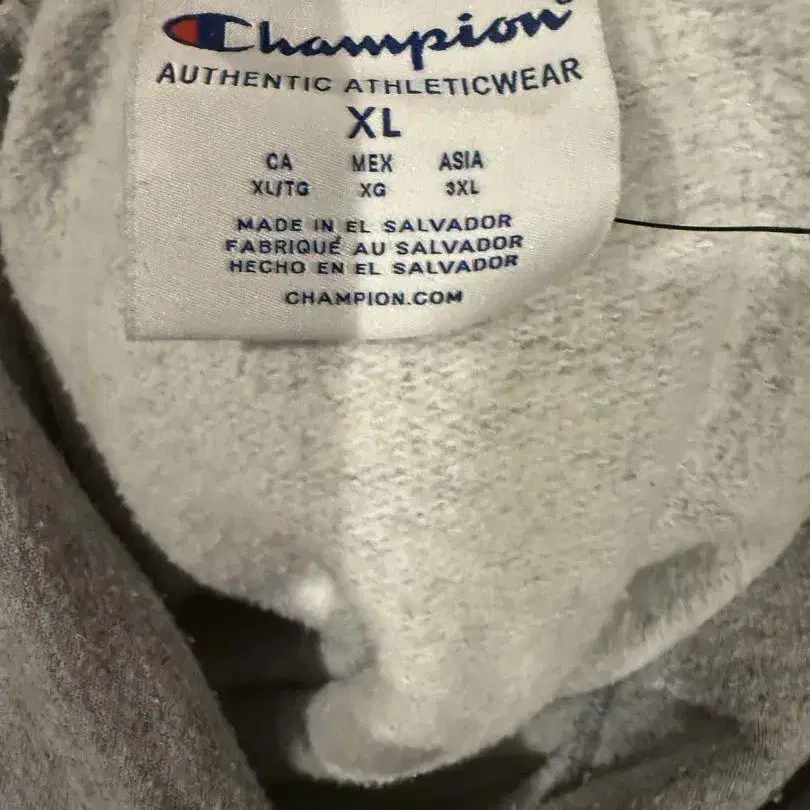 Champion®
AUTHENTIC ATHLETICWEAR
XL
CA MEX ASIA
XL/TG XG 3XL
MADE IN EL SALVADOR
FABRIQUÉ AU SALVADOR
HECHO EN EL SALVADOR
CHAMPION.COM